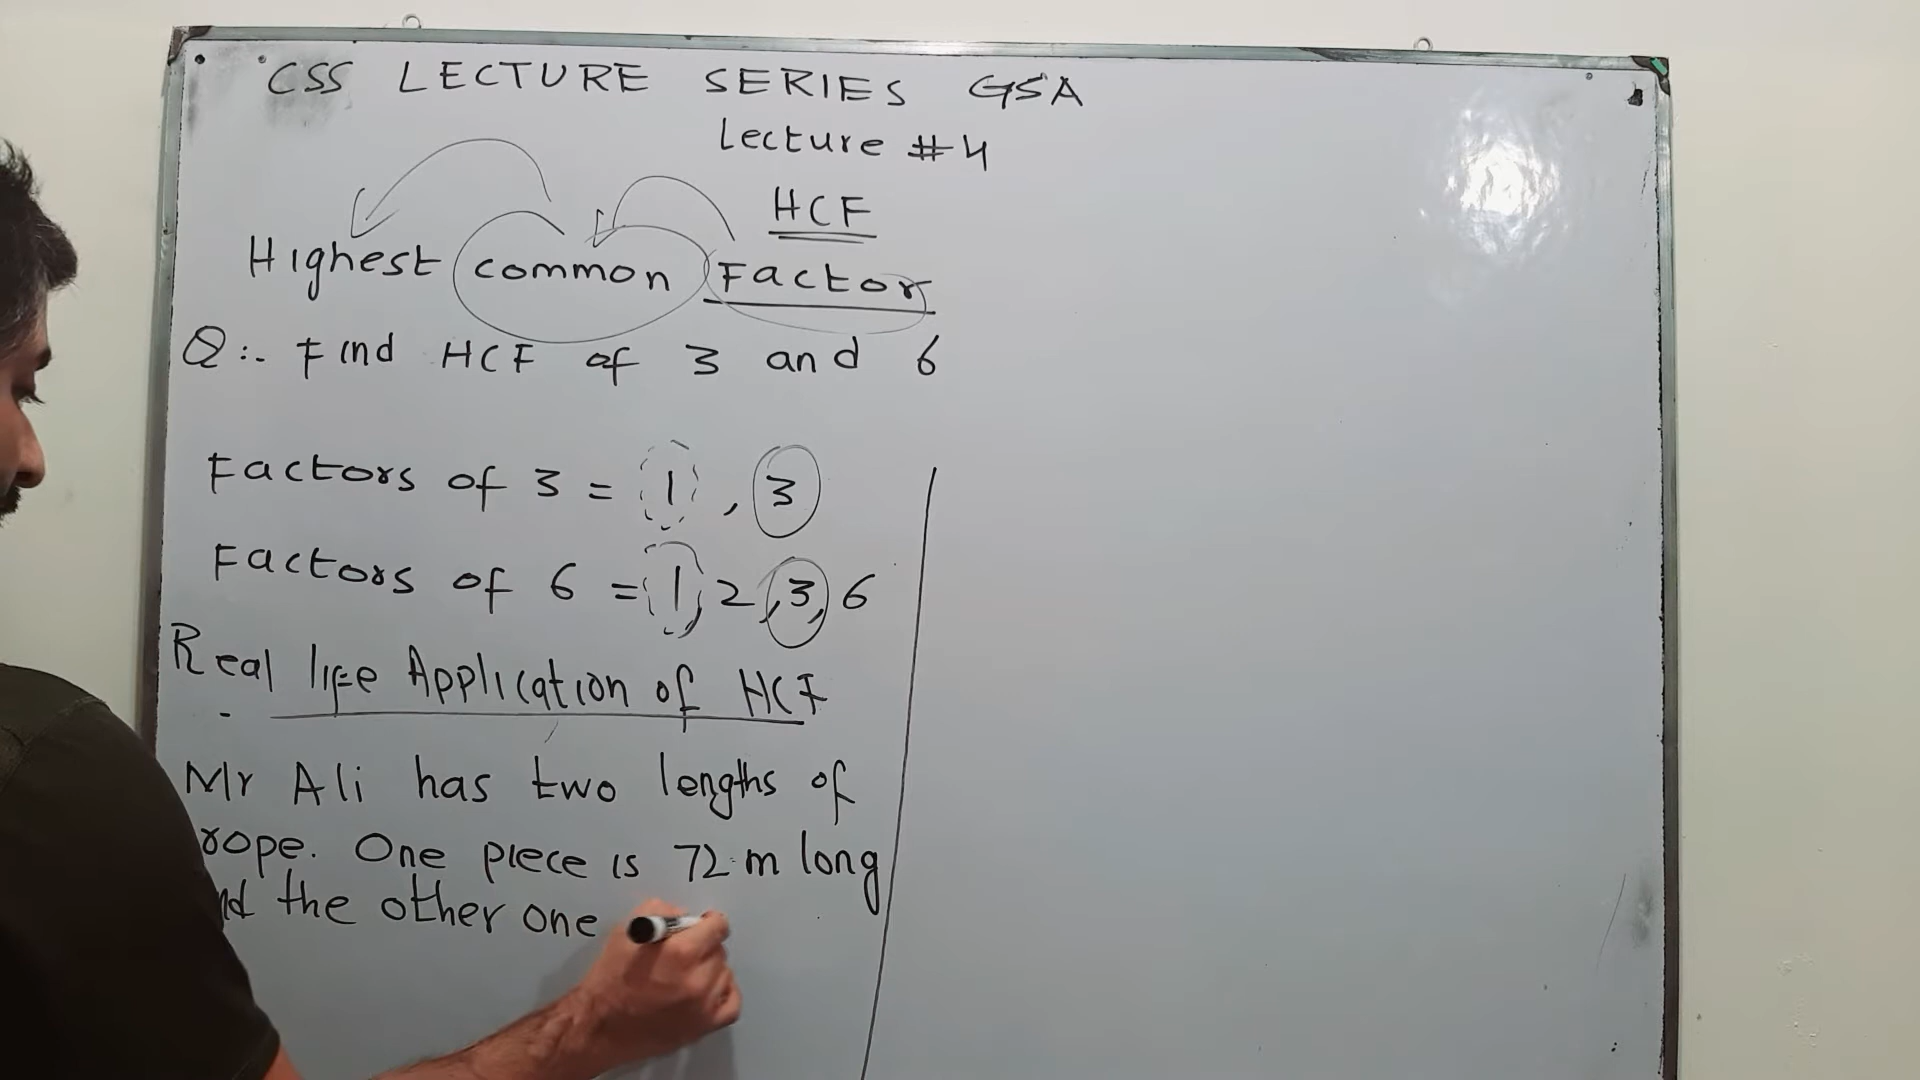 CSS LECTURE SERIES GSA
Lecture #4
HCF
Highest common Factor
Q:- Find HCF of 3 and 6
Factors of 3 = 1, 3
Factors of 6 = 1, 2, 3, 6
Real life Application of HCF
Mr Ali has two lengths of
rope. One piece is 72 m long
nd the other one